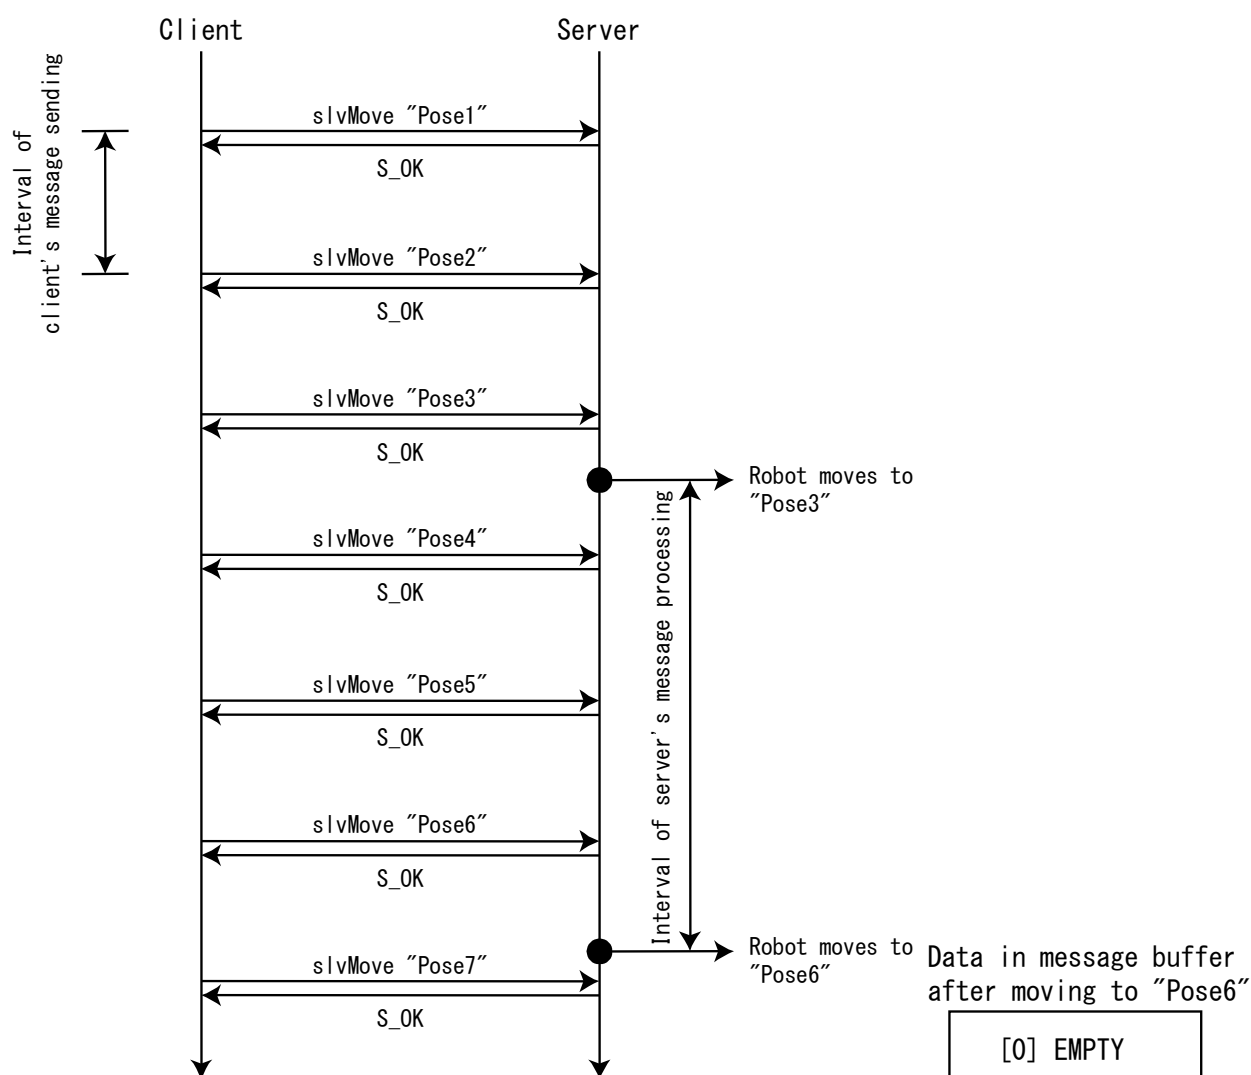 Client
Server
Interval of
client's message sending
slvMove "Pose1"
S_OK
slvMove "Pose2"
S_OK
slvMove "Pose3"
S_OK
Robot moves to
"Pose3"
Interval of server's message processing
slvMove "Pose4"
S_OK
slvMove "Pose5"
S_OK
slvMove "Pose6"
S_OK
Robot moves to
"Pose6"
slvMove "Pose7"
S_OK
Data in message buffer
after moving to "Pose6"
[0] EMPTY